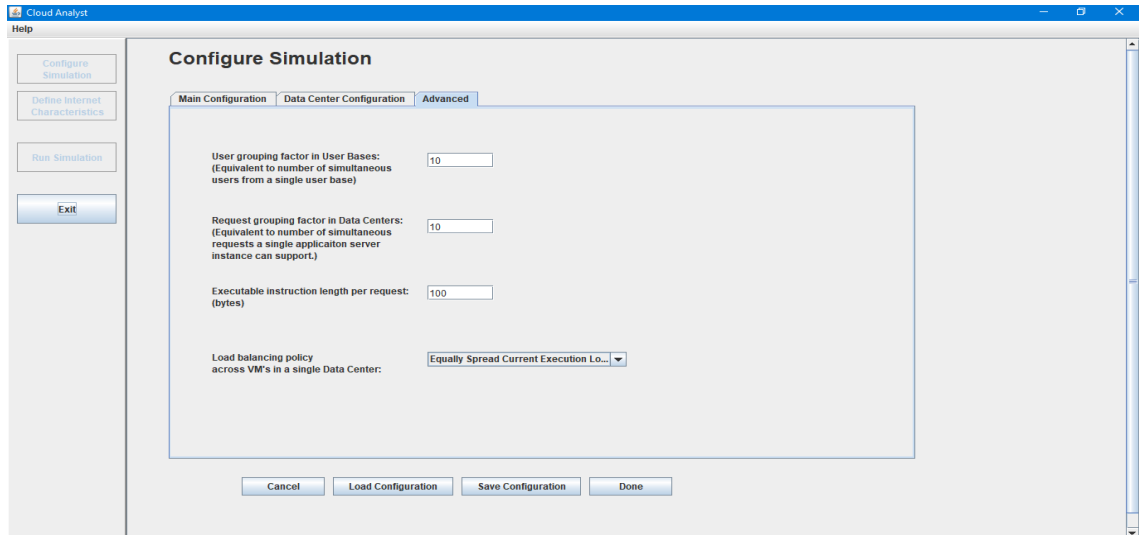 Cloud Analyst
Help
Configure
Simulation
Define Internet
Characteristics
Run Simulation
Exit
Configure Simulation
Main Configuration
Data Center Configuration
Advanced
User grouping factor in User Bases:
(Equivalent to number of simultaneous
users from a single user base)
10
Request grouping factor in Data Centers:
(Equivalent to number of simultaneous
requests a single applicaiton server
instance can support.)
10
Executable instruction length per request:
(bytes)
100
Load balancing policy
across VM's in a single Data Center:
Equally Spread Current Execution Lo...
Cancel
Load Configuration
Save Configuration
Done